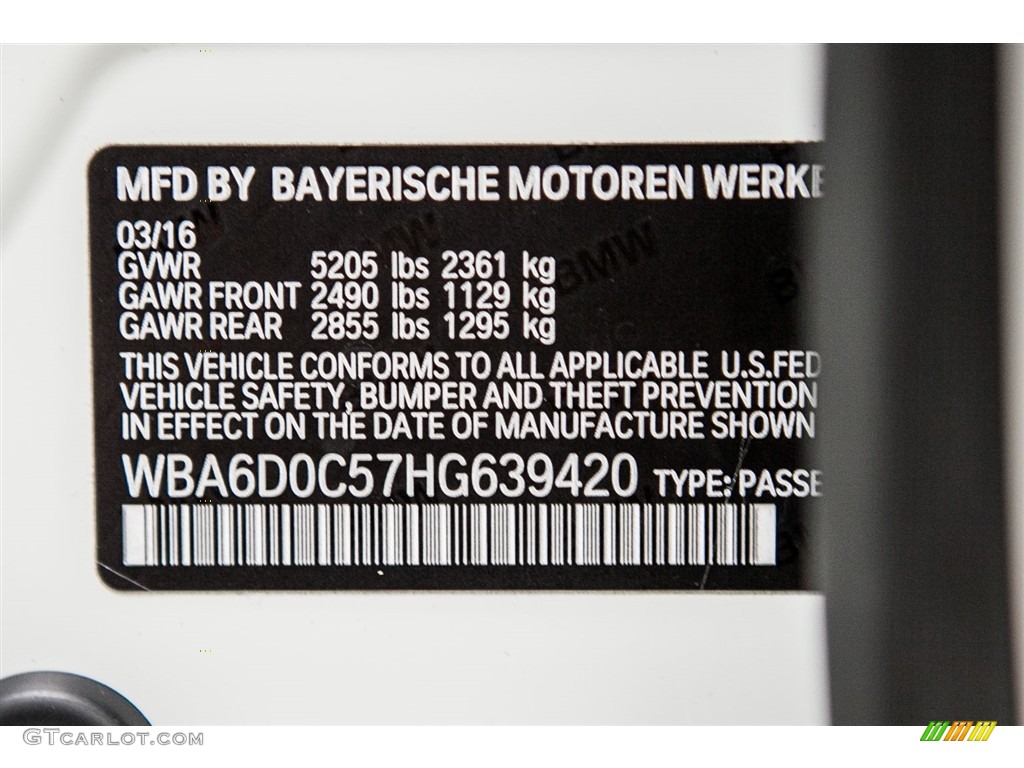 MFD BY BAYERISCHE MOTOREN WERKE
03/16
GVWR 5205 lbs 2361 kg
GAWR FRONT 2490 lbs 1129 kg
GAWR REAR 2855 lbs 1295 kg
THIS VEHICLE CONFORMS TO ALL APPLICABLE U.S.FED
VEHICLE SAFETY, BUMPER AND THEFT PREVENTION
IN EFFECT ON THE DATE OF MANUFACTURE SHOWN
WBA6D0C57HG639420 TYPE: PASSE
GTCARLOT.COM